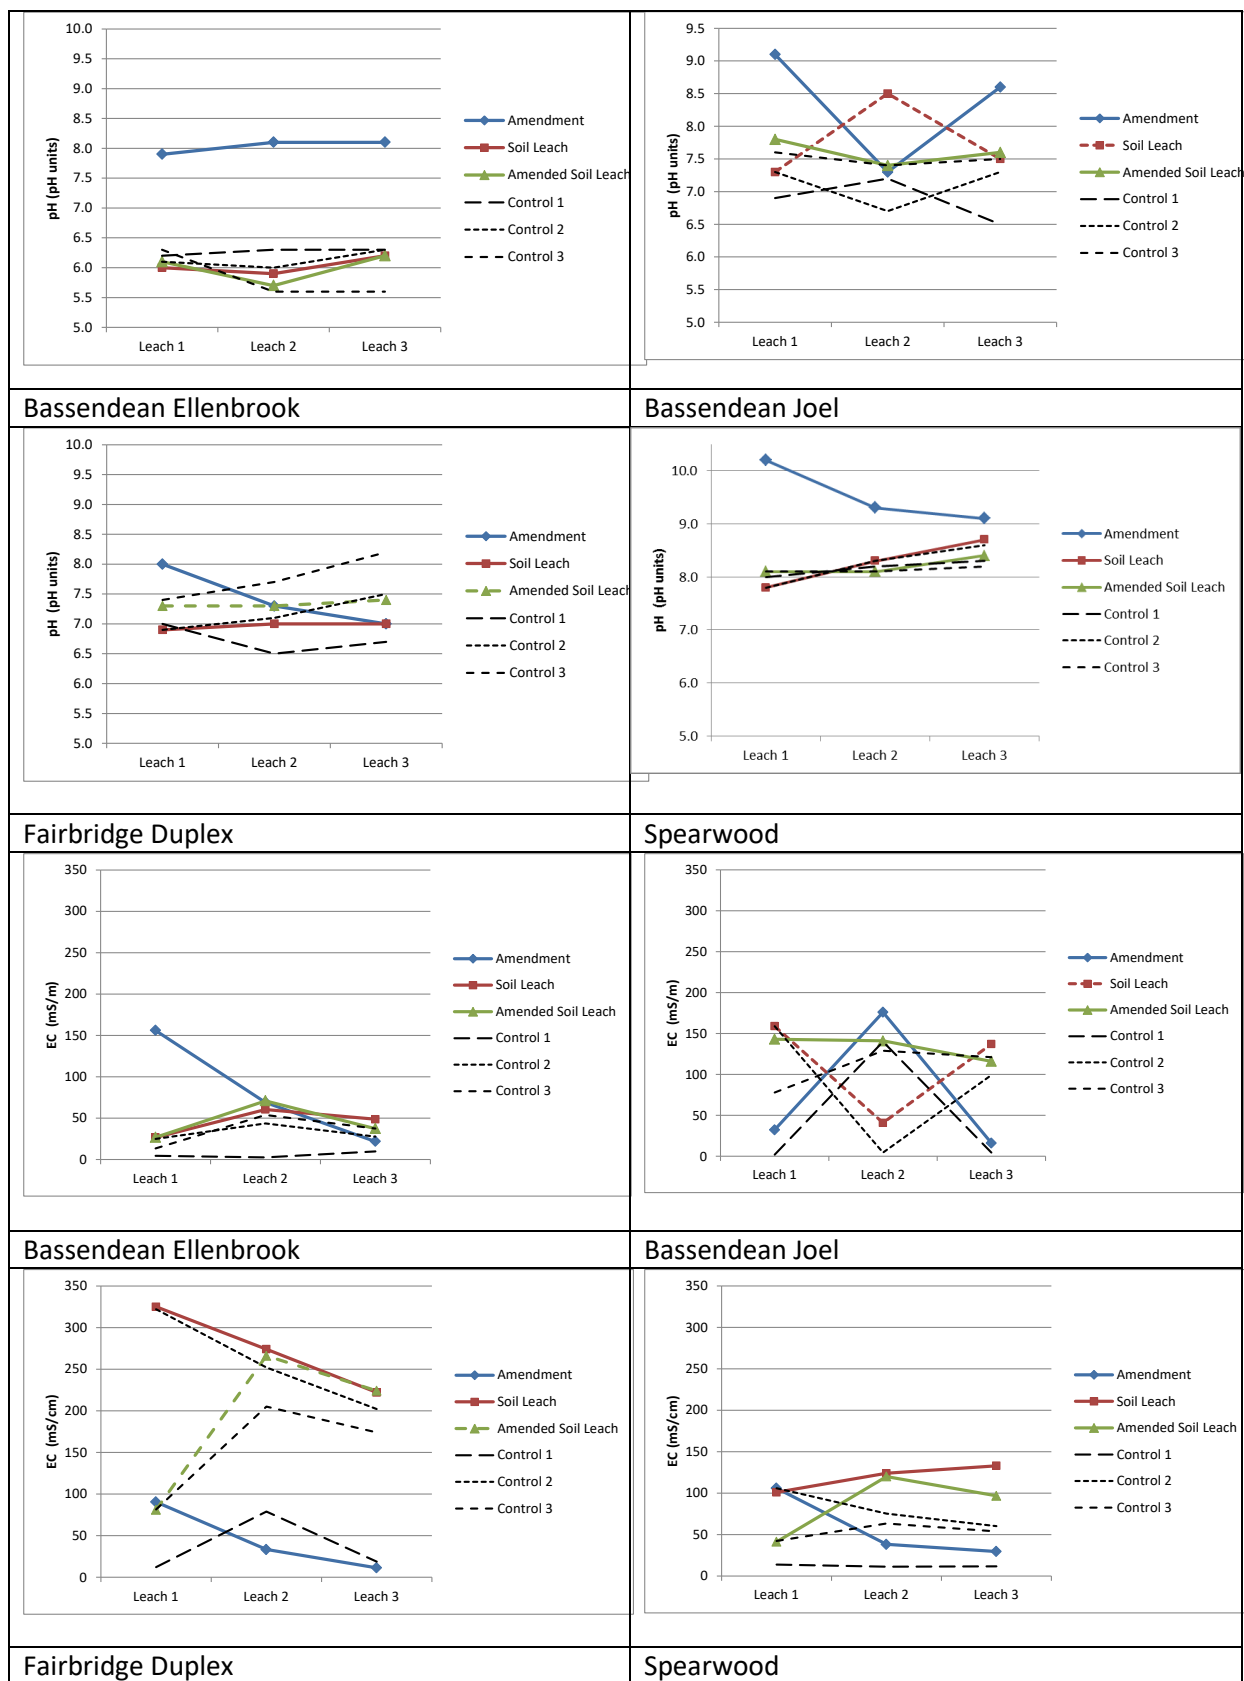 10.0
9.5
9.0
8.5
8.0
7.5
7.0
6.5
6.0
5.5
5.0
pH (pH units)
Leach 1 Leach 2 Leach 3
Amendment
Soil Leach
Amended Soil Leach
Control 1
Control 2
Control 3
9.5
9.0
8.5
8.0
7.5
7.0
6.5
6.0
5.5
5.0
pH (pH units)
Leach 1 Leach 2 Leach 3
Amendment
Soil Leach
Amended Soil Leach
Control 1
Control 2
Control 3
Bassendean Ellenbrook
Bassendean Joel
10.0
9.5
9.0
8.5
8.0
7.5
7.0
6.5
6.0
5.5
5.0
pH (pH units)
Leach 1 Leach 2 Leach 3
Amendment
Soil Leach
Amended Soil Leach
Control 1
Control 2
Control 3
10.0
9.0
8.0
7.0
6.0
5.0
pH (pH units)
Leach 1 Leach 2 Leach 3
Amendment
Soil Leach
Amended Soil Leach
Control 1
Control 2
Control 3
Fairbridge Duplex
Spearwood
350
300
250
200
150
100
50
0
EC (mS/m)
Leach 1 Leach 2 Leach 3
Amendment
Soil Leach
Amended Soil Leach
Control 1
Control 2
Control 3
350
300
250
200
150
100
50
0
EC (mS/m)
Leach 1 Leach 2 Leach 3
Amendment
Soil Leach
Amended Soil Leach
Control 1
Control 2
Control 3
Bassendean Ellenbrook
Bassendean Joel
350
300
250
200
150
100
50
0
EC (mS/cm)
Leach 1 Leach 2 Leach 3
Amendment
Soil Leach
Amended Soil Leach
Control 1
Control 2
Control 3
350
300
250
200
150
100
50
0
EC (mS/cm)
Leach 1 Leach 2 Leach 3
Amendment
Soil Leach
Amended Soil Leach
Control 1
Control 2
Control 3
Fairbridge Duplex
Spearwood